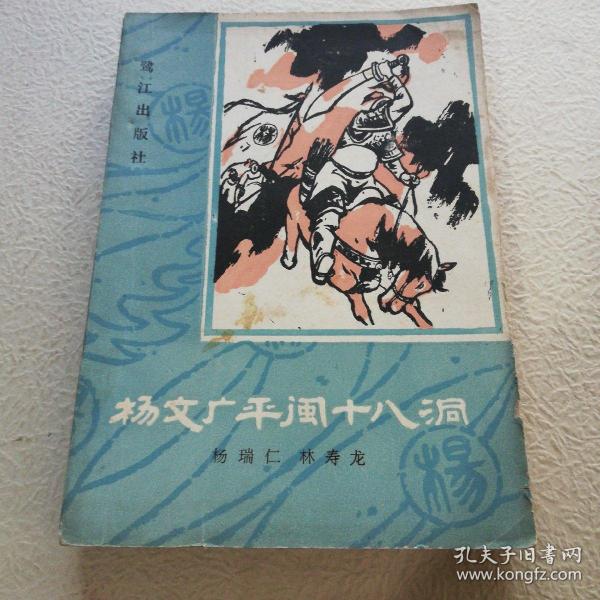 鹭江出版社
楊
杨文广平闽十八洞
杨瑞仁 林寿龙
楊
孔夫子旧书网
www.kongfz.com